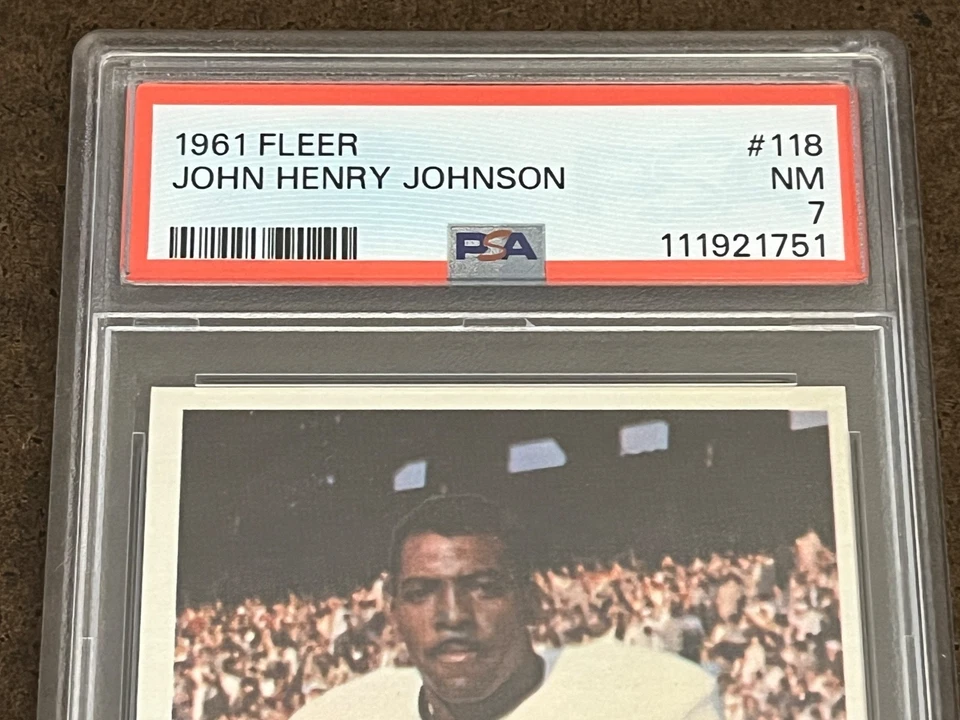 1961 FLEER #118
JOHN HENRY JOHNSON NM
7
PSA 111921751